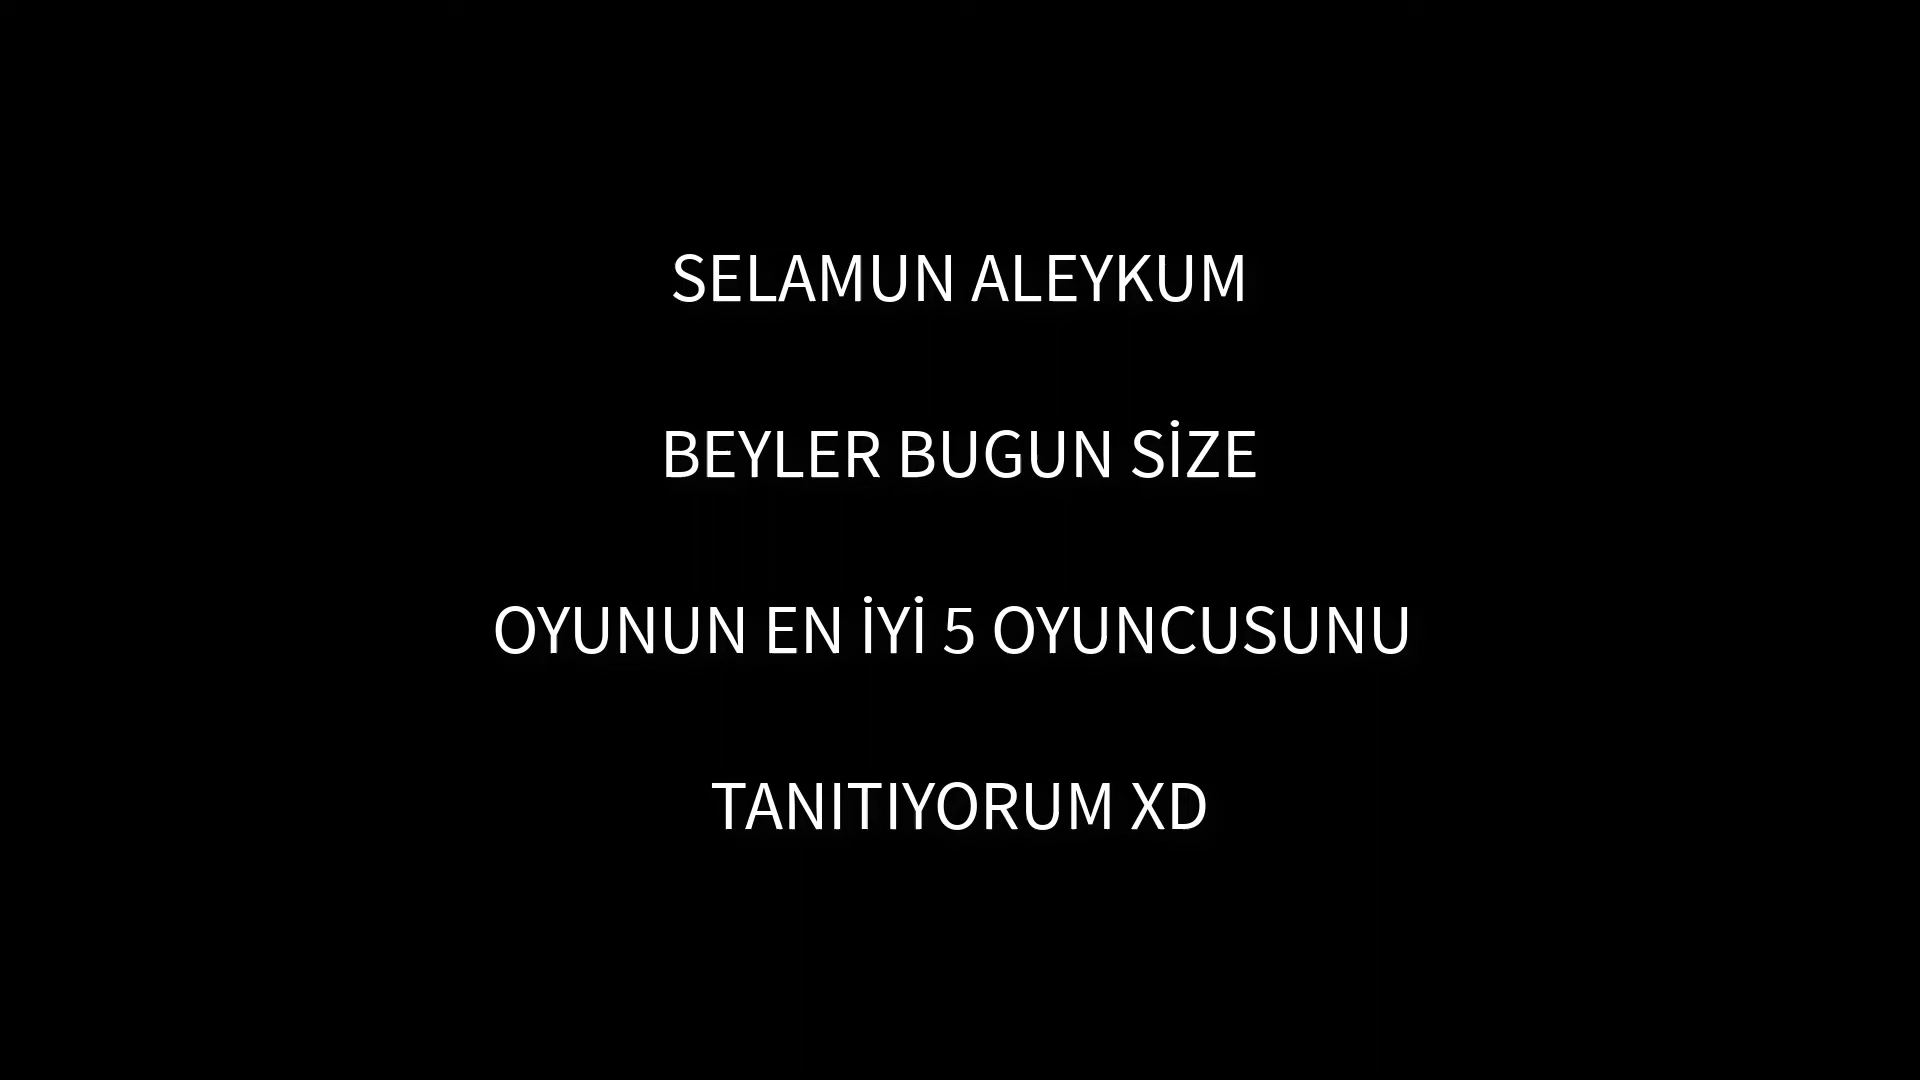 SELAMUN ALEYKUM
BEYLER BUGUN SİZE
OYUNUN EN İYİ 5 OYUNCUSUNU
TANITIYORUM XD